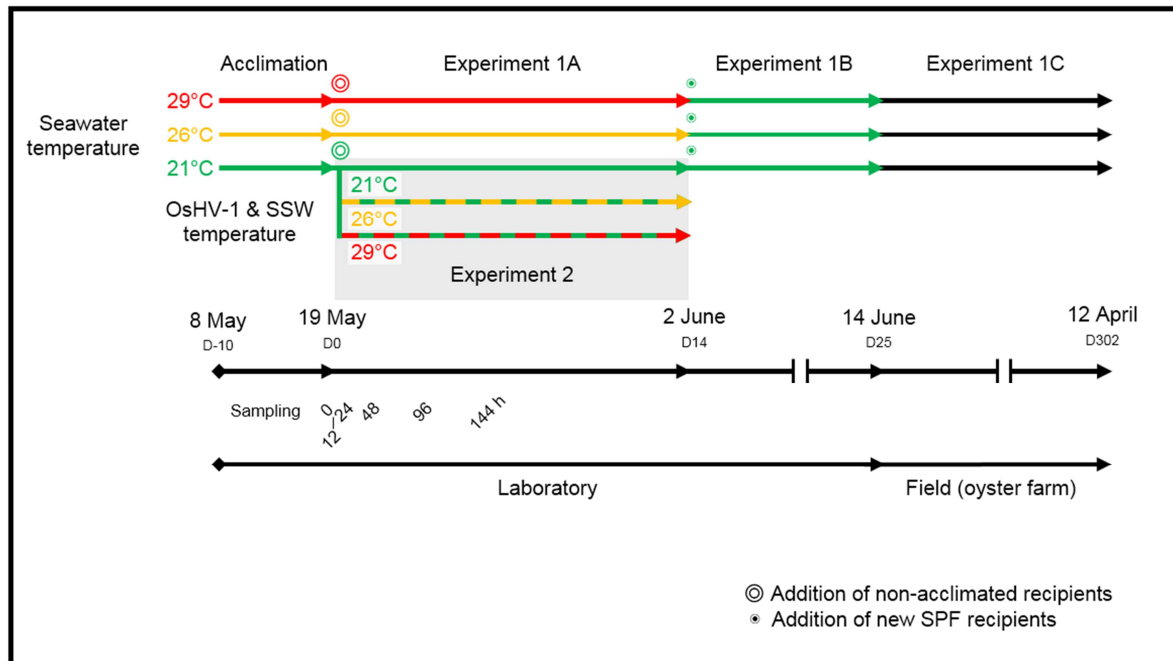 Acclimation Experiment 1A Experiment 1B Experiment 1C
29°C
Seawater
temperature
26°C
21°C
OsHV-1 & SSW
temperature
21°C
26°C
29°C
Experiment 2
8 May 19 May 2 June 14 June 12 April
D-10 D0 D14 D25 D302
Sampling 0 12 24 48 96 144 h
Laboratory Field (oyster farm)
Addition of non-acclimated recipients
Addition of new SPF recipients